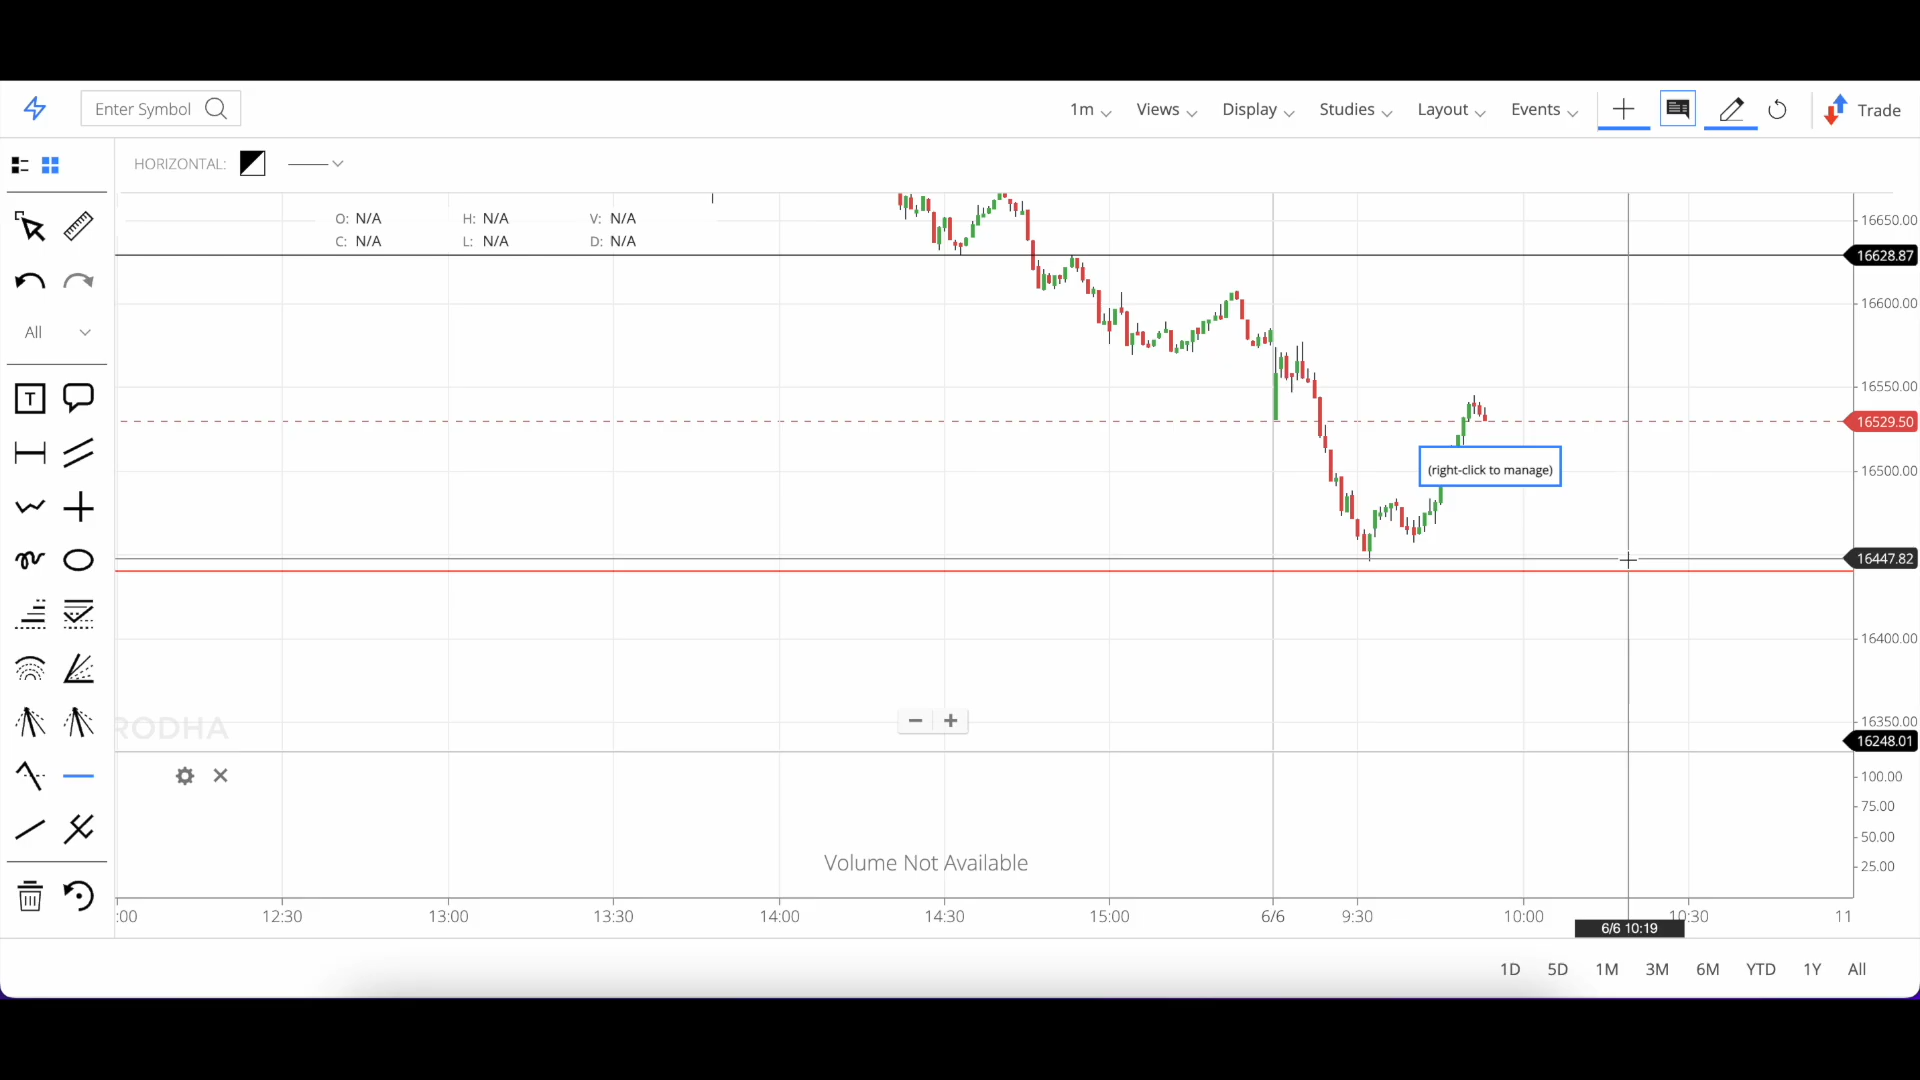 Enter Symbol
1m Views Display Studies Layout Events Trade
HORIZONTAL:
O: N/A H: N/A V: N/A
C: N/A L: N/A D: N/A
16650.00
16628.87
16600.00
All
16550.00
T
16529.50
(right-click to manage)
16500.00
16447.82
16400.00
RODHA
16350.00
16248.01
100.00
75.00
50.00
25.00
Volume Not Available
:00 12:30 13:00 13:30 14:00 14:30 15:00 6/6 9:30 10:00 10:30 11
6/6 10:19
1D 5D 1M 3M 6M YTD 1Y All